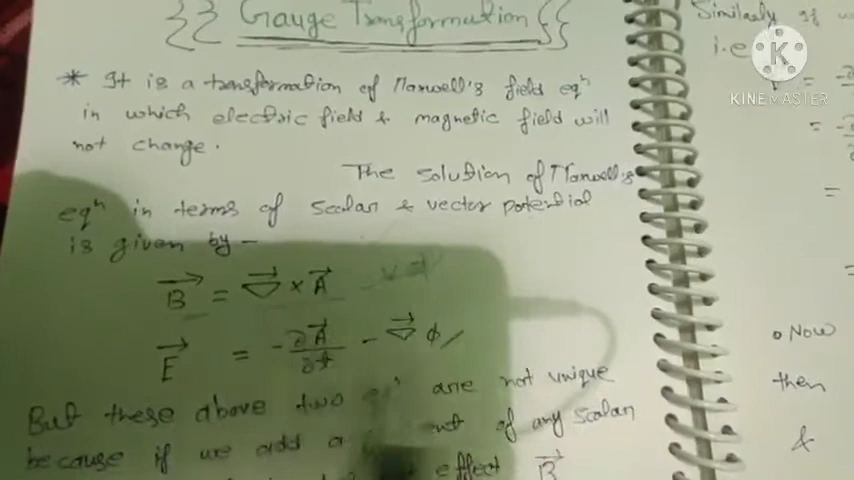 {{ Gauge Transformation {{
* It is a transformation of Maxwell's field eqⁿ
in which electric field & magnetic field will
not change.
The solution of Maxwell's
eqⁿ in terms of scalar & vector potential
is given by –
B⃗ = ∇⃗ × A⃗
E⃗ = -∂A⃗/∂t - ∇⃗ϕ
But these above two are not unique
because if we add a of any scalar
effect B⃗
Similarly if
i.e
=
=
=
=
• Now
then
&
K
KINEMASTER